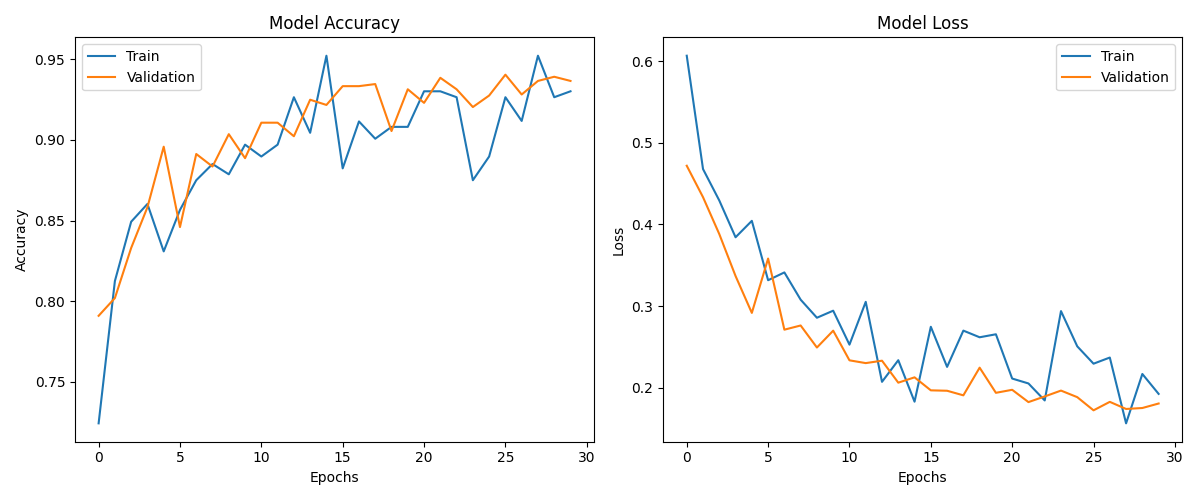 Model Accuracy
Train
Validation
0.95
0.90
0.85
0.80
0.75
Accuracy
0 5 10 15 20 25 30
Epochs
Model Loss
Train
Validation
0.6
0.5
0.4
0.3
0.2
Loss
0 5 10 15 20 25 30
Epochs